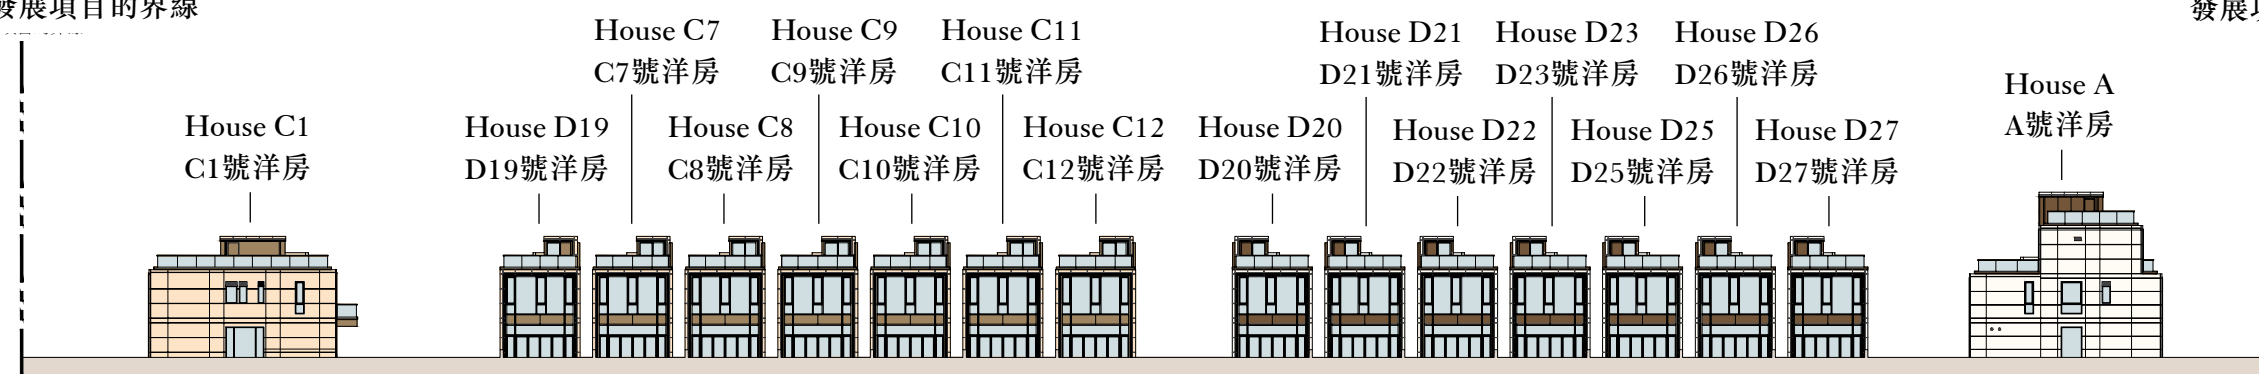 發展項目的界線
House C7
C7號洋房
House C9
C9號洋房
House C11
C11號洋房
House D21
D21號洋房
House D23
D23號洋房
House D26
D26號洋房
House A
A號洋房
House C1
C1號洋房
House D19
D19號洋房
House C8
C8號洋房
House C10
C10號洋房
House C12
C12號洋房
House D20
D20號洋房
House D22
D22號洋房
House D25
D25號洋房
House D27
D27號洋房
發展